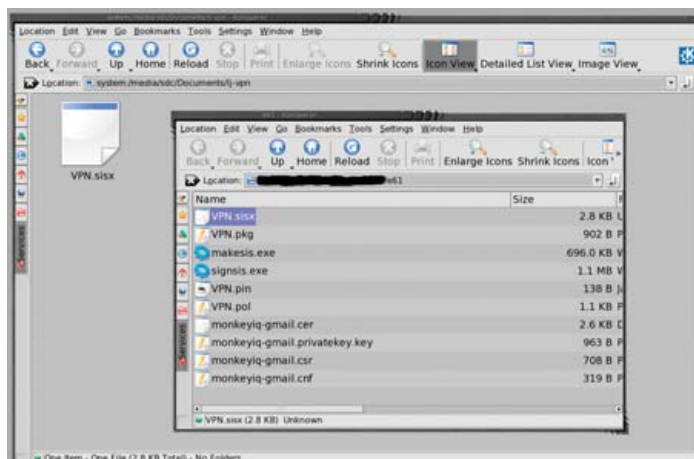 Location Edit View Go Bookmarks Tools Settings Window Help
Back Forward Up Home Reload Stop Print Enlarge Icons Shrink Icons Icon View Detailed List View Image View
Location: system:/media/sdc/Documents/lj-vpn
VPN.sisx
Services
Location Edit View Go Bookmarks Tools Settings Window Help
Back Forward Up Home Reload Stop Print Enlarge Icons Shrink Icons Icon
Location: e61
Name Size
VPN.sisx 2.8 KB
VPN.pkg 902 B P
makesis.exe 696.0 KB
signsis.exe 1.1 MB
VPN.pin 138 B
VPN.pol 1.1 KB P
monkeyiq-gmail.cer 2.6 KB
monkeyiq-gmail.privatekey.key 963 B P
monkeyiq-gmail.csr 708 B P
monkeyiq-gmail.cnf 319 B P
Services
VPN.sisx (2.8 KB) Unknown
One Item - One File (2.8 KB Total) - No Folders